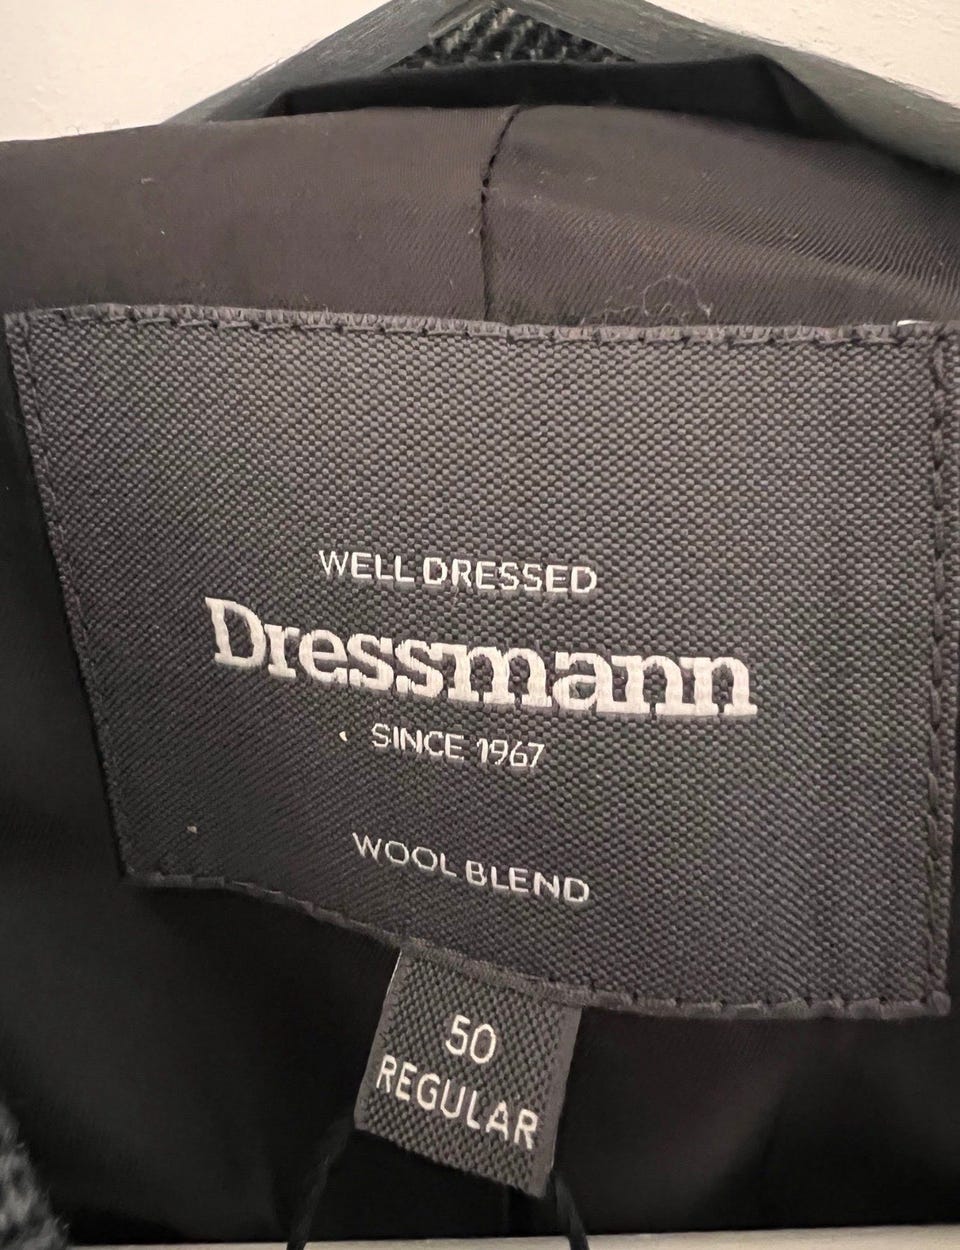 WELL DRESSED
Dressmann
SINCE 1967
WOOL BLEND
50
REGULAR